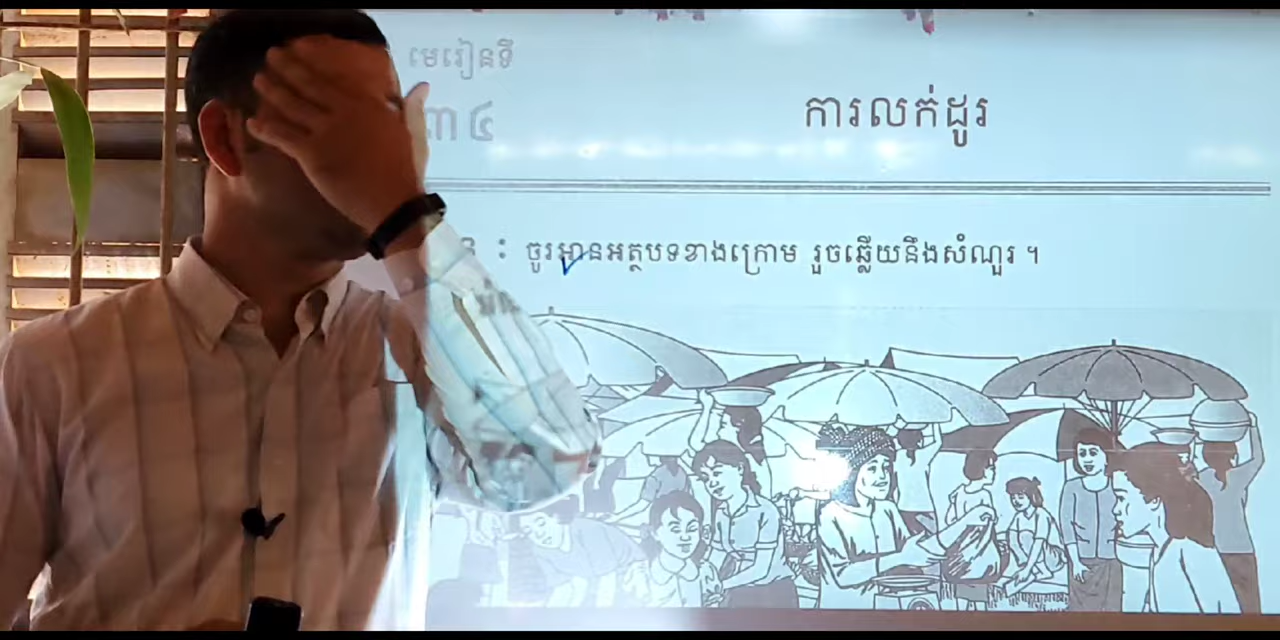 មេរៀនទី
៣៤
ការលក់ដូរ
: ចូរអានអត្ថបទខាងក្រោម រួចឆ្លើយនឹងសំណួរ ។